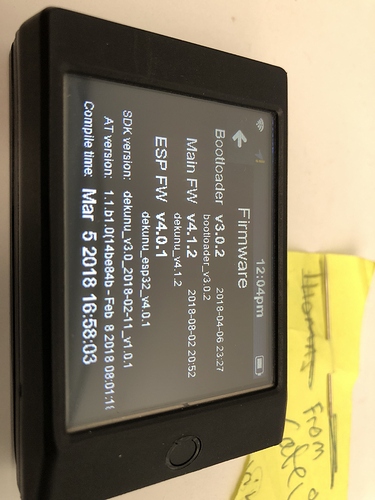 12:04pm
Firmware
Bootloader v3.0.2 2018-04-06 23:27
bootloader_v3.0.2
Main FW v4.1.2 2018-08-02 20:52
dekunu_v4.1.2
ESP FW v4.0.1
dekunu_esp32_v4.0.1
SDK version: dekunu_v3.0_2018-02-11_v1.0.1
AT version: 1.1.b1.0(14be84b - Feb 8 2018 08:01:1
Compile time: Mar 5 2018 16:58:03
THOMAS
From